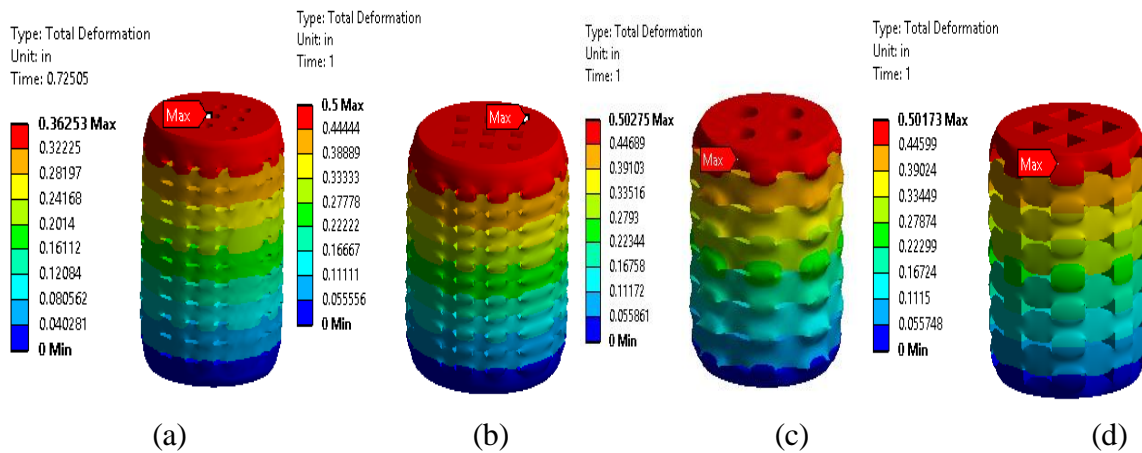 Type: Total Deformation
Unit: in
Time: 0.72505
0.36253 Max
0.32225
0.28197
0.24168
0.2014
0.16112
0.12084
0.080562
0.040281
0 Min
Max
(a)
Type: Total Deformation
Unit: in
Time: 1
0.5 Max
0.44444
0.38889
0.33333
0.27778
0.22222
0.16667
0.11111
0.055556
0 Min
Max
(b)
Type: Total Deformation
Unit: in
Time: 1
0.50275 Max
0.44689
0.39103
0.33516
0.2793
0.22344
0.16758
0.11172
0.055861
0 Min
Max
(c)
Type: Total Deformation
Unit: in
Time: 1
0.50173 Max
0.44599
0.39024
0.33449
0.27874
0.22299
0.16724
0.1115
0.055748
0 Min
Max
(d)